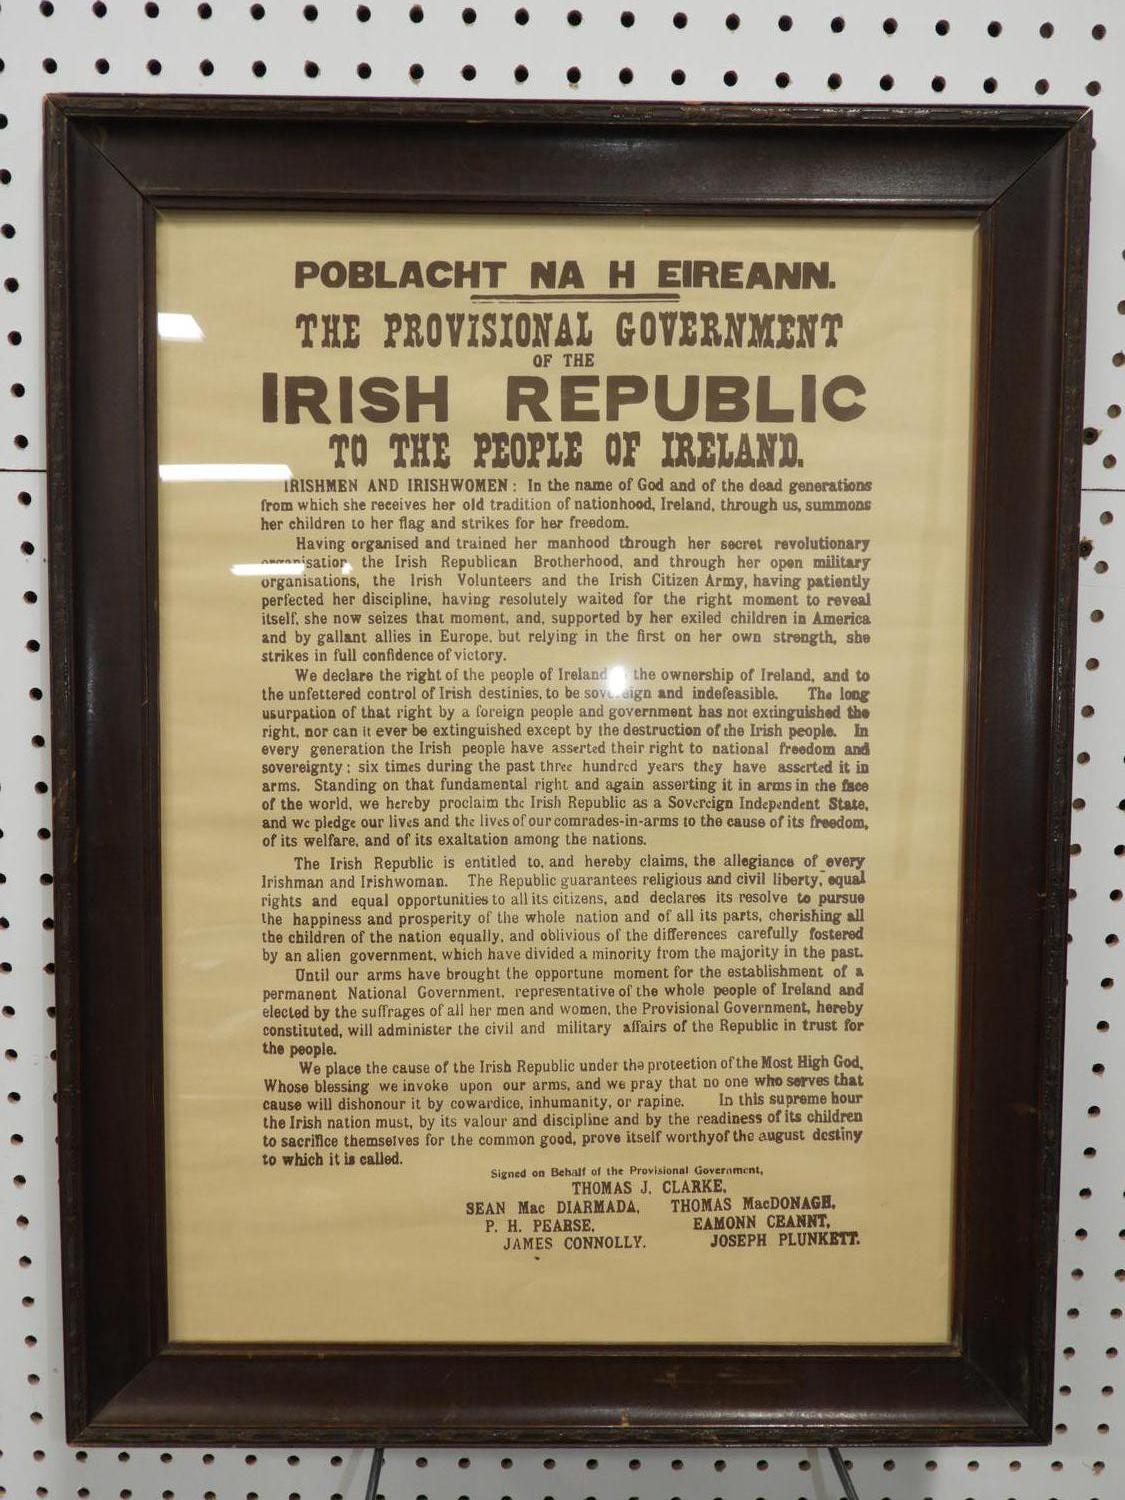 POBLACHT NA H EIREANN.
THE PROVISIONAL GOVERNMENT
OF THE
IRISH REPUBLIC
TO THE PEOPLE OF IRELAND.
IRISHMEN AND IRISHWOMEN : In the name of God and of the dead generations
from which she receives her old tradition of nationhood, Ireland, through us, summons
her children to her flag and strikes for her freedom.
Having organised and trained her manhood through her secret revolutionary
organisation, the Irish Republican Brotherhood, and through her open military
organisations, the Irish Volunteers and the Irish Citizen Army, having patiently
perfected her discipline, having resolutely waited for the right moment to reveal
itself, she now seizes that moment, and, supported by her exiled children in America
and by gallant allies in Europe, but relying in the first on her own strength, she
strikes in full confidence of victory.
We declare the right of the people of Ireland the ownership of Ireland, and to
the unfettered control of Irish destinies, to be sovereign and indefeasible. The long
usurpation of that right by a foreign people and government has not extinguished the
right, nor can it ever be extinguished except by the destruction of the Irish people. In
every generation the Irish people have asserted their right to national freedom and
sovereignty ; six times during the past three hundred years they have asserted it in
arms. Standing on that fundamental right and again asserting it in arms in the face
of the world, we hereby proclaim the Irish Republic as a Sovereign Independent State,
and we pledge our lives and the lives of our comrades-in-arms to the cause of its freedom,
of its welfare, and of its exaltation among the nations.
The Irish Republic is entitled to, and hereby claims, the allegiance of every
Irishman and Irishwoman. The Republic guarantees religious and civil liberty, equal
rights and equal opportunities to all its citizens, and declares its resolve to pursue
the happiness and prosperity of the whole nation and of all its parts, cherishing all
the children of the nation equally, and oblivious of the differences carefully fostered
by an alien government, which have divided a minority from the majority in the past.
Until our arms have brought the opportune moment for the establishment of a
permanent National Government, representative of the whole people of Ireland and
elected by the suffrages of all her men and women, the Provisional Government, hereby
constituted, will administer the civil and military affairs of the Republic in trust for
the people.
We place the cause of the Irish Republic under the proteetion of the Most High God,
Whose blessing we invoke upon our arms, and we pray that no one who serves that
cause will dishonour it by cowardice, inhumanity, or rapine. In this supreme hour
the Irish nation must, by its valour and discipline and by the readiness of its children
to sacrifice themselves for the common good, prove itself worthyof the august destiny
to which it is called.
Signed on Behalf of the Provisional Government,
THOMAS J. CLARKE,
SEAN Mac DIARMADA, THOMAS MacDONAGH,
P. H. PEARSE, EAMONN CEANNT,
JAMES CONNOLLY. JOSEPH PLUNKETT.